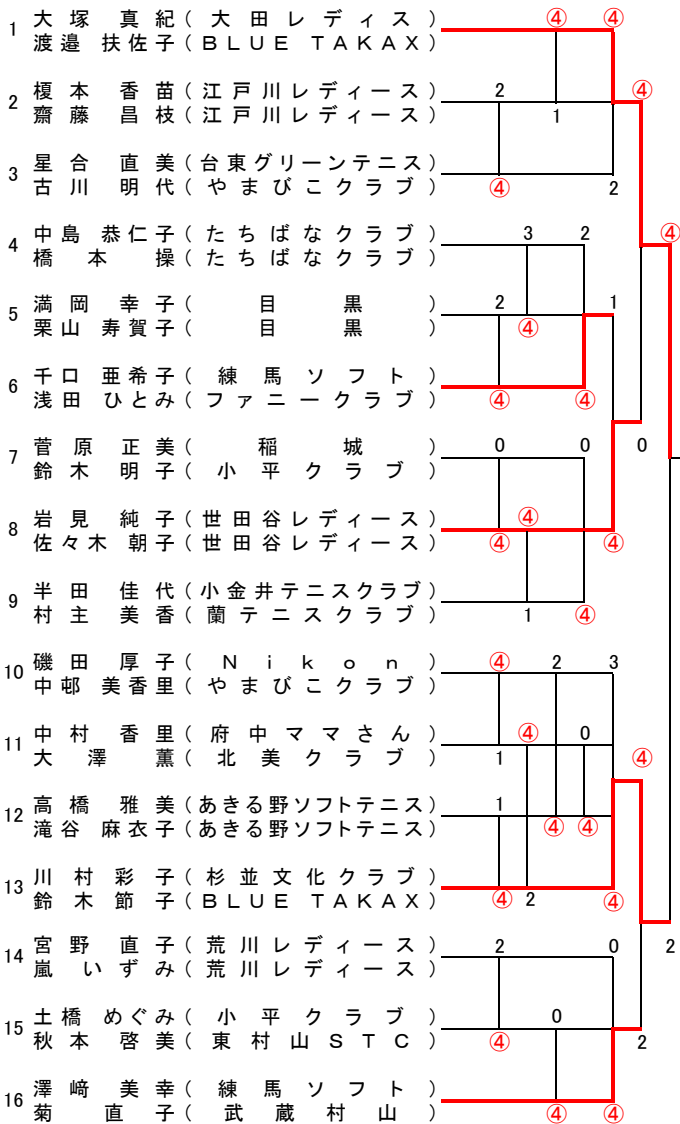 ④ ④
1 大塚 真紀 ( 大田レディス )
渡邉 扶佐子 ( BLUE TAKAX )
④
2 榎本 香苗 ( 江戸川レディース ) 2
齋藤 昌枝 ( 江戸川レディース ) 1
3 星合 直美 ( 台東グリーンテニス )
古川 明代 ( やまびこクラブ ) ④ 2
④
4 中島 恭仁子 ( たちばなクラブ ) 3 2
橋本 操 ( たちばなクラブ )
5 満岡 幸子 ( 目黒 ) 2 1
栗山 寿賀子 ( 目黒 ) ④
6 千口 亜希子 ( 練馬ソフト )
浅田 ひとみ ( ファニークラブ ) ④ ④
7 菅原 正美 ( 稲城 ) 0 0 0
鈴木 明子 ( 小平クラブ )
8 岩見 純子 ( 世田谷レディース ) ④
佐々木 朝子 ( 世田谷レディース ) ④ ④
9 半田 佳代 ( 小金井テニスクラブ )
村主 美香 ( 蘭テニスクラブ ) 1 ④
10 磯田 厚子 ( Nikon ) ④ 2 3
中邨 美香里 ( やまびこクラブ )
11 中村 香里 ( 府中ママさん ) ④ 0
大澤 薫 ( 北美クラブ ) 1 ④
12 高橋 雅美 ( あきる野ソフトテニス ) 1
滝谷 麻衣子 ( あきる野ソフトテニス ) ④ ④
13 川村 彩子 ( 杉並文化クラブ )
鈴木 節子 ( BLUE TAKAX ) ④ 2 ④
14 宮野 直子 ( 荒川レディース ) 2 0 2
嵐 いずみ ( 荒川レディース )
15 土橋 めぐみ ( 小平クラブ ) 0
秋本 啓美 ( 東村山STC ) ④ 2
16 澤﨑 美幸 ( 練馬ソフト )
菊 直子 ( 武蔵村山 ) ④ ④